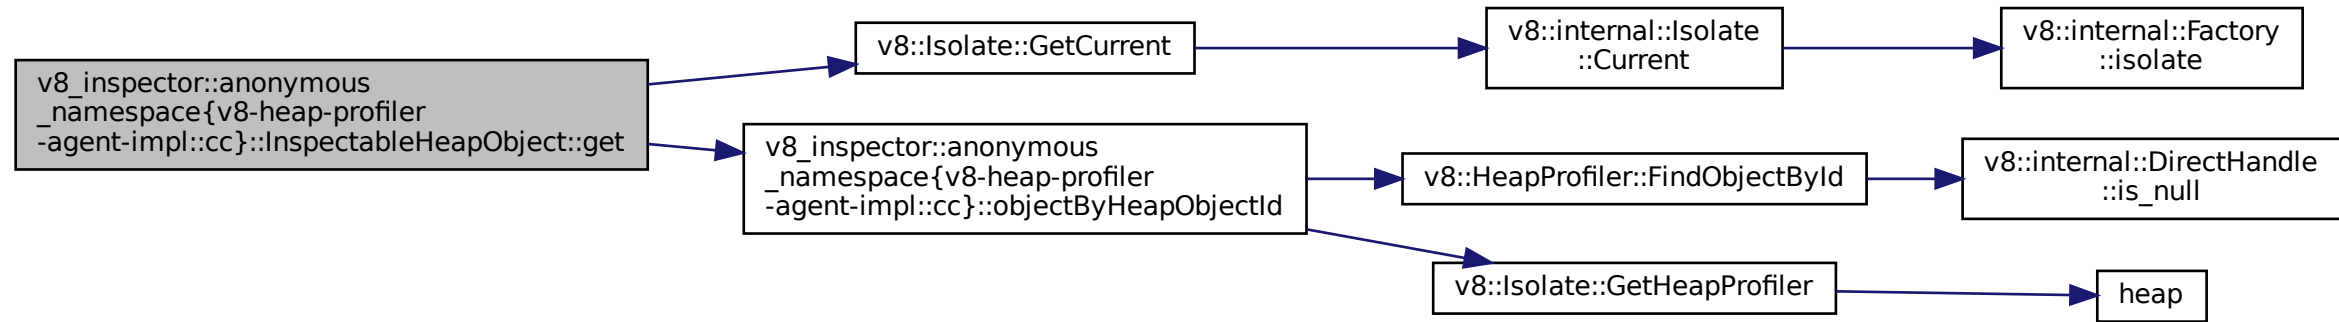 v8_inspector::anonymous
_namespace{v8-heap-profiler
-agent-impl::cc}::InspectableHeapObject::get
v8::Isolate::GetCurrent
v8::internal::Isolate
::Current
v8::internal::Factory
::isolate
v8_inspector::anonymous
_namespace{v8-heap-profiler
-agent-impl::cc}::objectByHeapObjectId
v8::HeapProfiler::FindObjectById
v8::internal::DirectHandle
::is_null
v8::Isolate::GetHeapProfiler
heap